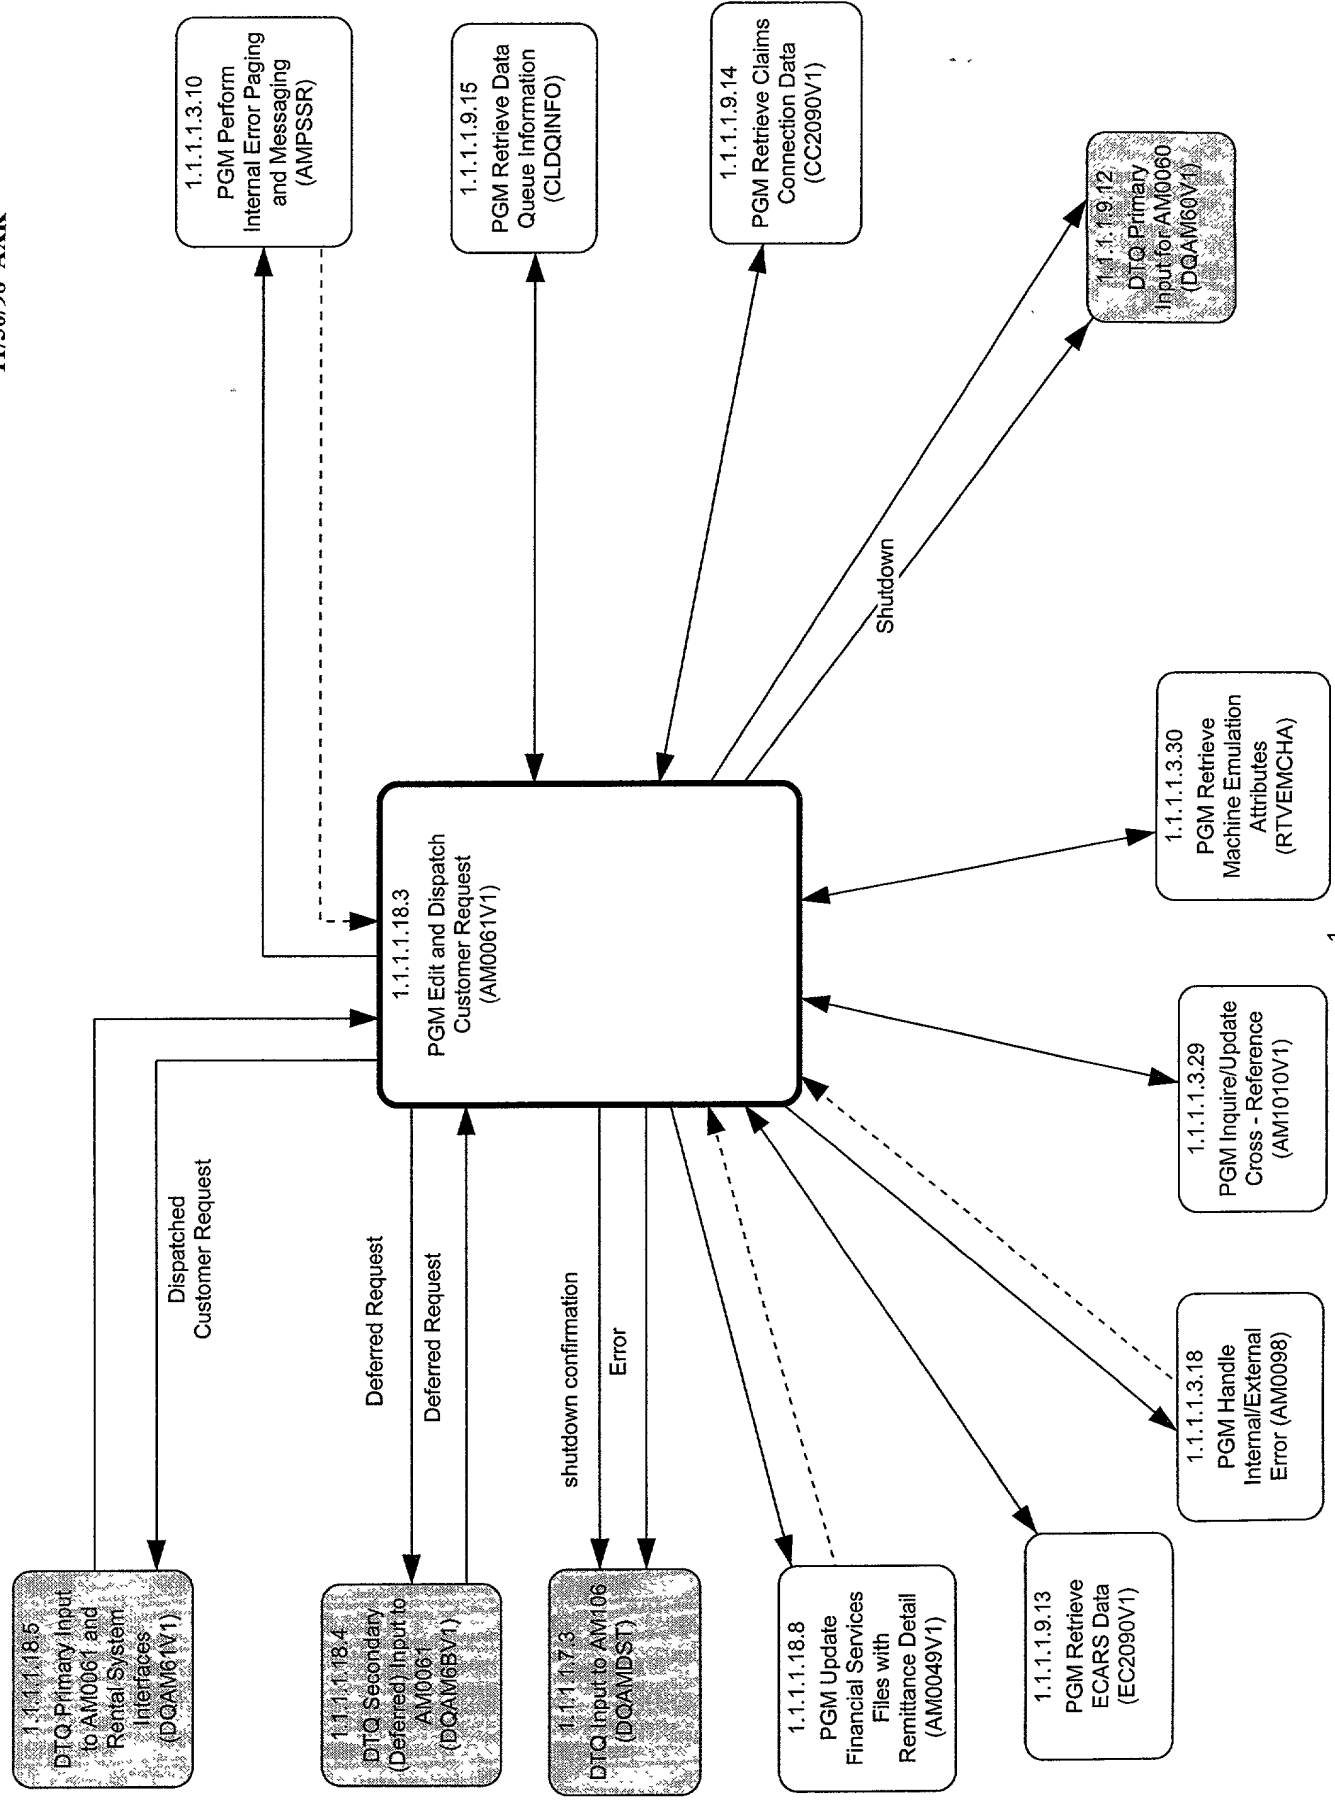 1.1.1.1.18.5
DTQ Primary Input
to AM0061 and
Rental System
Interfaces
(DQAM61V1)
Dispatched
Customer Request
1.1.1.1.3.10
PGM Perform
Internal Error Paging
and Messaging
(AMPSSR)
1.1.1.1.18.4
DTQ Secondary
(Deferred) Input to
AM0061
(DQAM6BV1)
Deferred Request
Deferred Request
1.1.1.1.18.3
PGM Edit and Dispatch
Customer Request
(AM0061V1)
1.1.1.1.9.15
PGM Retrieve Data
Queue Information
(CLDQINFO)
1.1.1.1.7.3
DTQ Input to AM106
(DQAMDST)
shutdown confirmation
Error
1.1.1.1.9.14
PGM Retrieve Claims
Connection Data
(CC2090V1)
1.1.1.1.18.8
PGM Update
Financial Services
Files with
Remittance Detail
(AM0049V1)
Shutdown
1.1.1.1.9.13
PGM Retrieve
ECARS Data
(EC2090V1)
1.1.1.1.9.12
DTQ Primary
Input for AM0060
(DQAM60V1)
1.1.1.1.3.18
PGM Handle
Internal/External
Error (AM0098)
1.1.1.1.3.29
PGM Inquire/Update
Cross - Reference
(AM1010V1)
1.1.1.1.3.30
PGM Retrieve
Machine Emulation
Attributes
(RTVEMCHA)